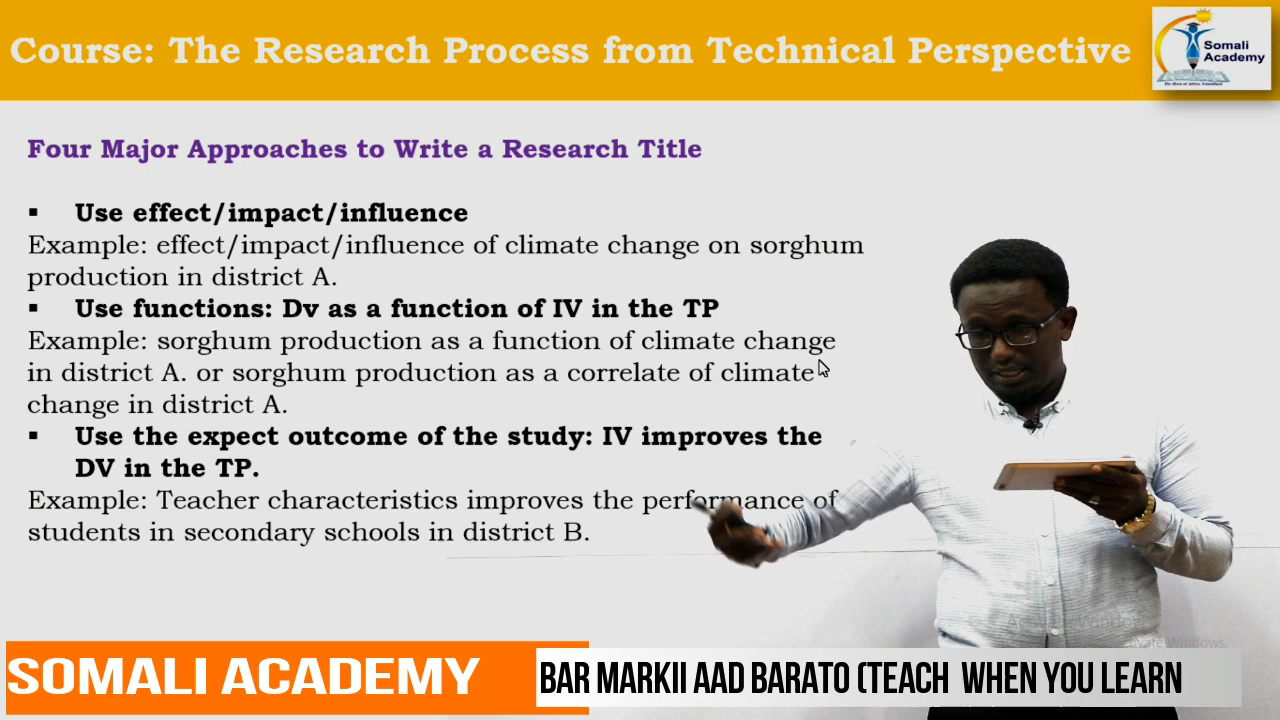 Course: The Research Process from Technical Perspective
Somali
Academy
Four Major Approaches to Write a Research Title
▪ Use effect/impact/influence
Example: effect/impact/influence of climate change on sorghum
production in district A.
▪ Use functions: Dv as a function of IV in the TP
Example: sorghum production as a function of climate change
in district A. or sorghum production as a correlate of climate
change in district A.
▪ Use the expect outcome of the study: IV improves the
DV in the TP.
Example: Teacher characteristics improves the performance of
students in secondary schools in district B.
SOMALI ACADEMY
BAR MARKII AAD BARATO (TEACH WHEN YOU LEARN